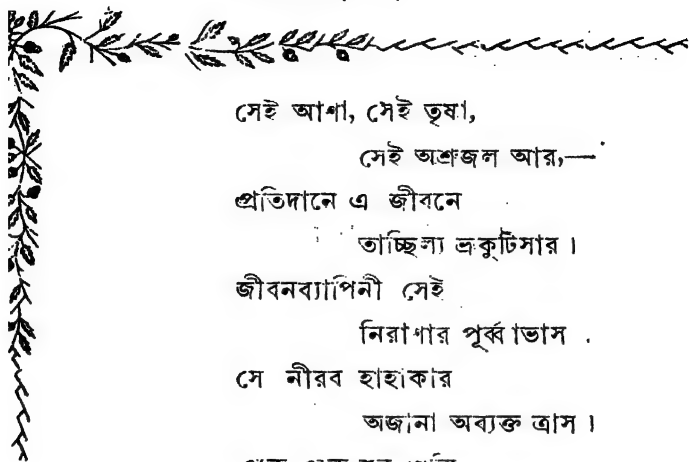 সেই আশা, সেই তৃষা,
সেই অশ্রুজল আর,—
প্রতিদানে এ জীবনে
তাচ্ছিল্য ভ্রূকুটিসার ।
জীবনব্যাপিনী সেই
নিরাশার পূর্ব্বাভাস .
সে নীরব হাহাকার
অজানা অব্যক্ত ত্রাস ।